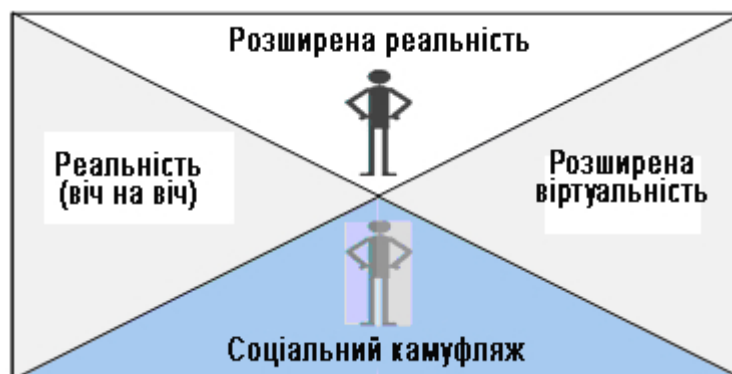 Розширена реальність
Реальність
(віч на віч)
Розширена
віртуальність
Соціальний камуфляж